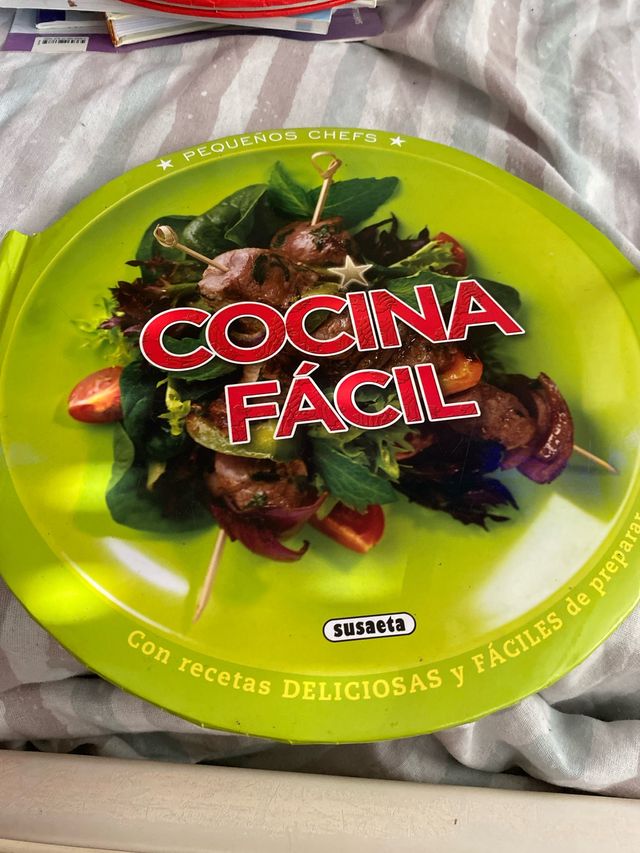 PEQUEÑOS CHEFS
COCINA
FÁCIL
susaeta
Con recetas DELICIOSAS y FÁCILES de preparar